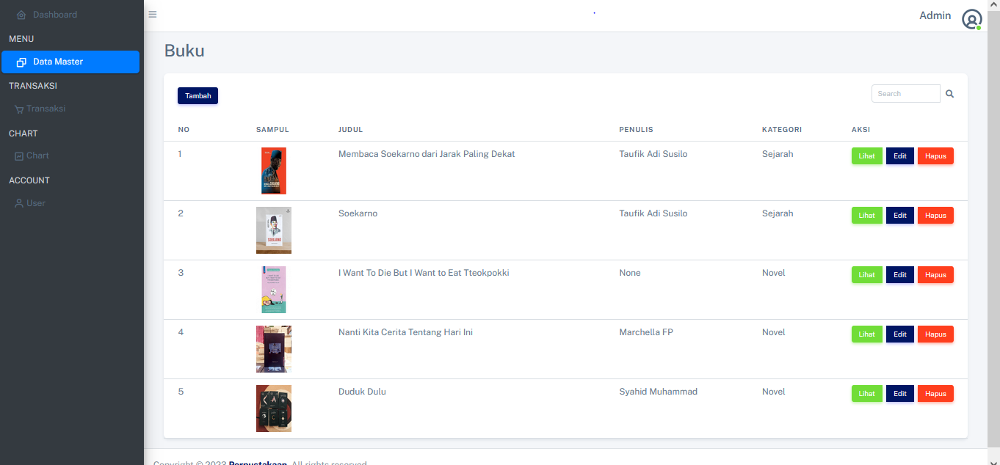 Dashboard
MENU
Data Master
TRANSAKSI
Transaksi
CHART
Chart
ACCOUNT
User
Admin
Buku
Tambah
Search
NO SAMPUL JUDUL PENULIS KATEGORI AKSI
1 Membaca Soekarno dari Jarak Paling Dekat Taufik Adi Susilo Sejarah Lihat Edit Hapus
2 Soekarno Taufik Adi Susilo Sejarah Lihat Edit Hapus
SOEKARNO
3 I Want To Die But I Want to Eat Tteokpokki None Novel Lihat Edit Hapus
4 Nanti Kita Cerita Tentang Hari Ini Marchella FP Novel Lihat Edit Hapus
5 Duduk Dulu Syahid Muhammad Novel Lihat Edit Hapus
Copyright © 2023 Perpustakaan. All rights reserved.